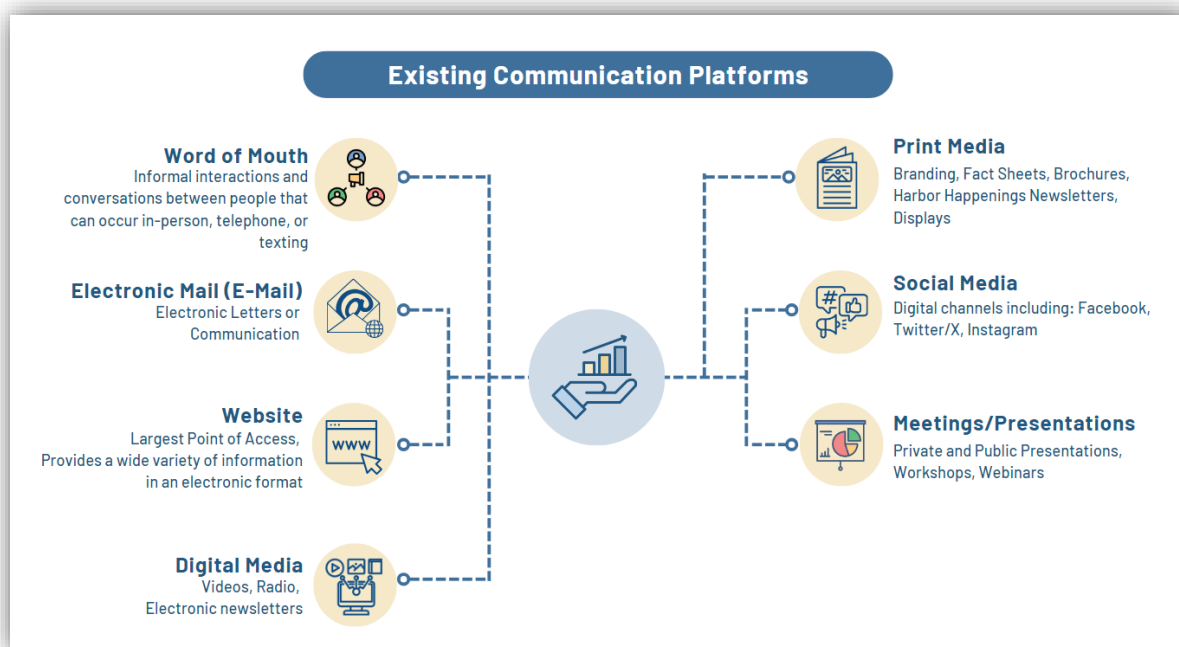 Existing Communication Platforms
Word of Mouth
Informal interactions and
conversations between people that
can occur in-person, telephone, or
texting
Electronic Mail (E-Mail)
Electronic Letters or
Communication
Website
Largest Point of Access,
Provides a wide variety of information
in an electronic format
www
Digital Media
Videos, Radio,
Electronic newsletters
Print Media
Branding, Fact Sheets, Brochures,
Harbor Happenings Newsletters,
Displays
Social Media
Digital channels including: Facebook,
Twitter/X, Instagram
Meetings/Presentations
Private and Public Presentations,
Workshops, Webinars